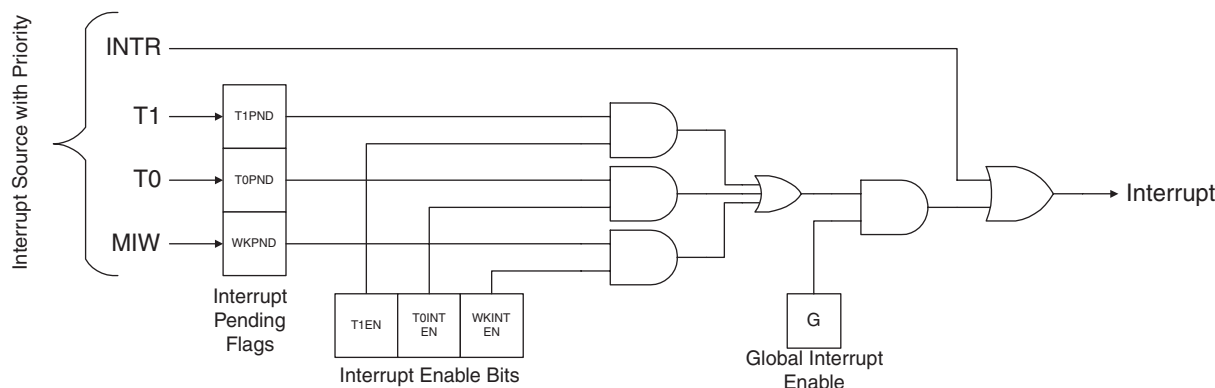 Interrupt Source with Priority
INTR
T1
T1PND
T0
T0PND
Interrupt
MIW
WKPND
Interrupt
Pending
Flags
T1EN
T0INT
EN
WKINT
EN
Interrupt Enable Bits
G
Global Interrupt
Enable